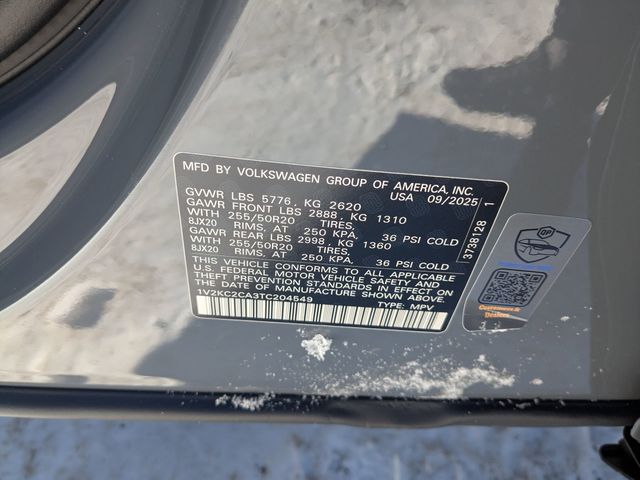 MFD BY VOLKSWAGEN GROUP OF AMERICA, INC.
USA 09/2025
GVWR LBS 5776, KG 2620
GAWR FRONT LBS 2888, KG 1310
WITH 255/50R20 TIRES,
8JX20 RIMS, AT 250 KPA, 36 PSI COLD
GAWR REAR LBS 2998, KG 1360
WITH 255/50R20 TIRES,
8JX20 RIMS, AT 250 KPA, 36 PSI COLD
THIS VEHICLE CONFORMS TO ALL APPLICABLE
U.S. FEDERAL MOTOR VEHICLE SAFETY AND
THEFT PREVENTION STANDARDS IN EFFECT ON
THE DATE OF MANUFACTURE SHOWN ABOVE.
1V2KC2CA3TC204549
TYPE: MPV
3738128 1
GP
Customers &
Dealers